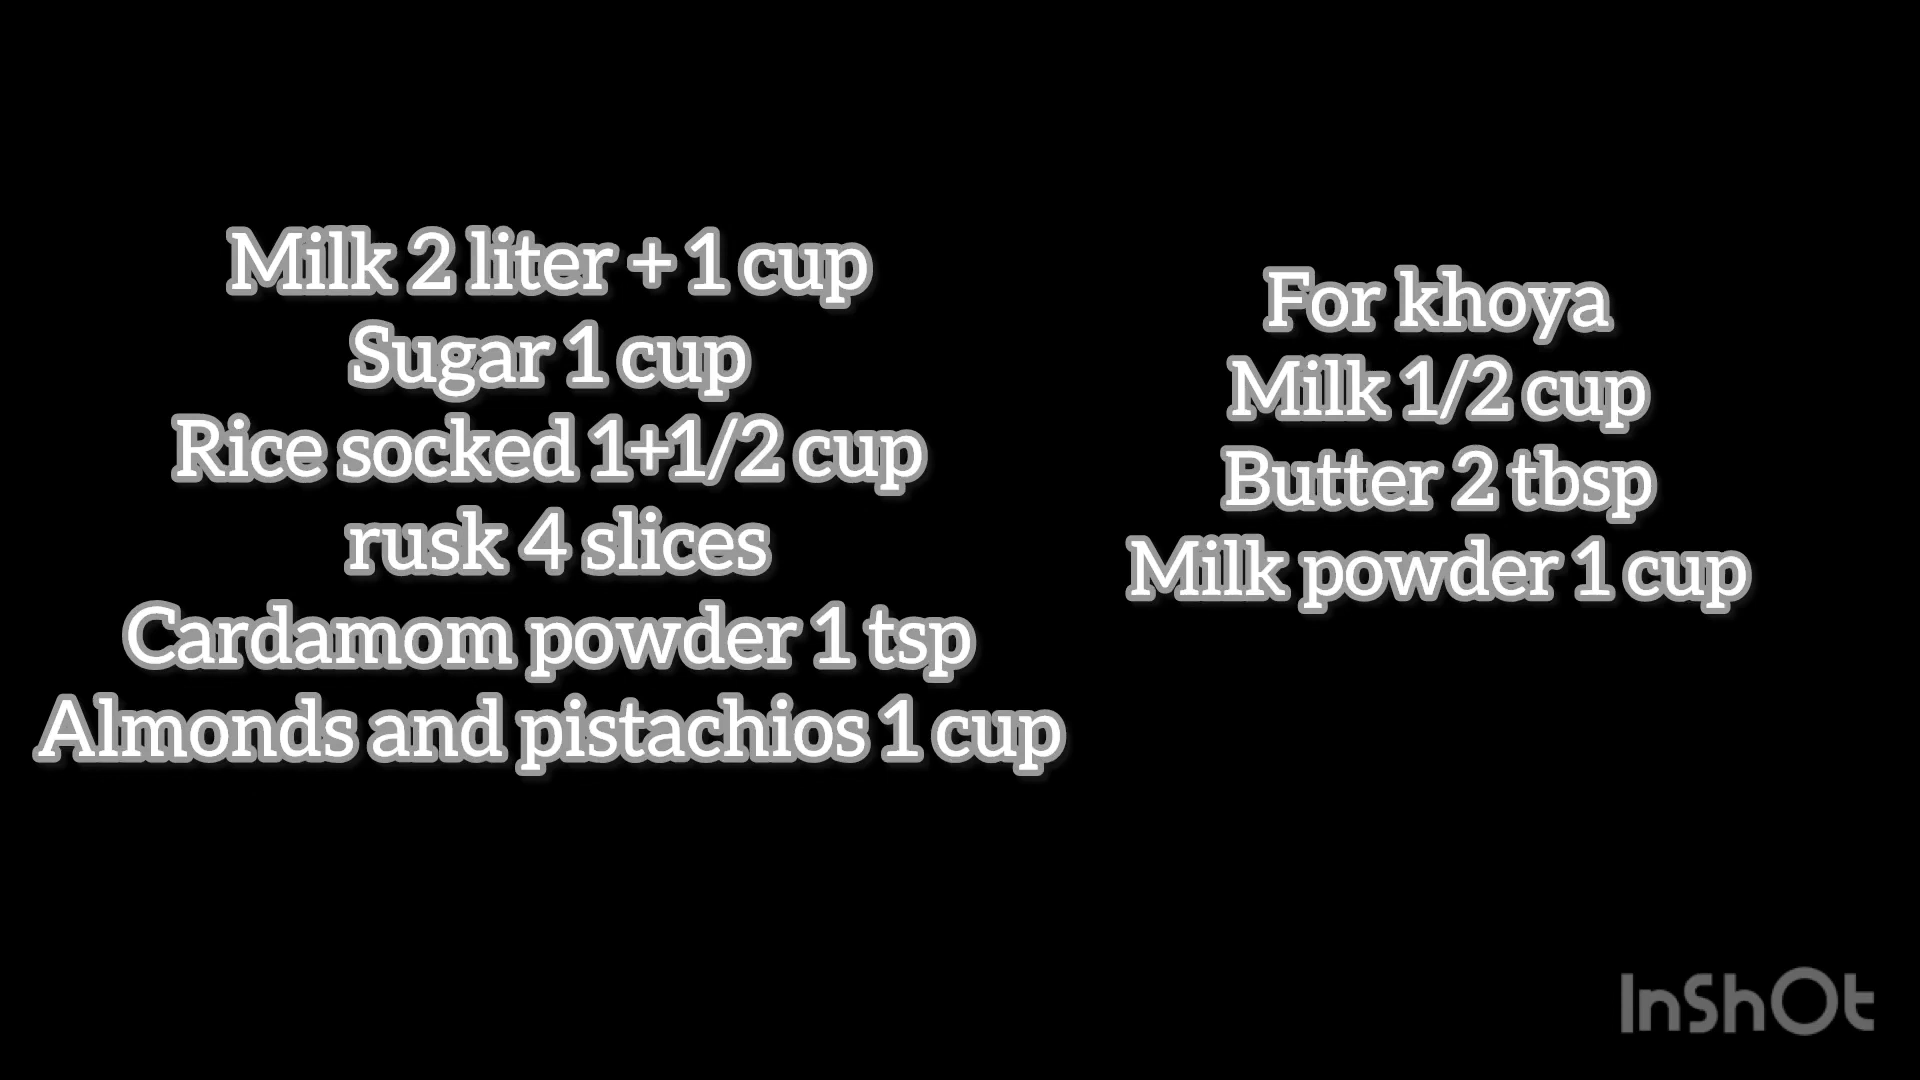 Milk 2 liter + 1 cup
Sugar 1 cup
Rice socked 1+1/2 cup
rusk 4 slices
Cardamom powder 1 tsp
Almonds and pistachios 1 cup
For khoya
Milk 1/2 cup
Butter 2 tbsp
Milk powder 1 cup
InShOt